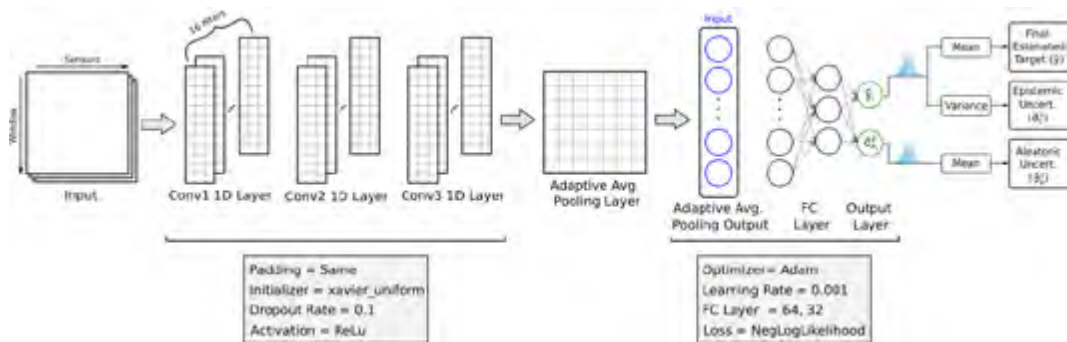 Sensors
Window
Input
16 filters
Conv1 1D Layer
Conv2 1D Layer
Conv3 1D Layer
Adaptive Avg.
Pooling Layer
Input
Adaptive Avg.
Pooling Output
FC
Layer
Output
Layer
Mean
Variance
Mean
Final
Estimated
Target (ŷ)
Epistemic
Uncert.
Aleatoric
Uncert.
Padding = Same
Initializer = xavier_uniform
Dropout Rate = 0.1
Activation = ReLu
Optimizer= Adam
Learning Rate = 0.001
FC Layer = 64, 32
Loss = NegLogLikelihood